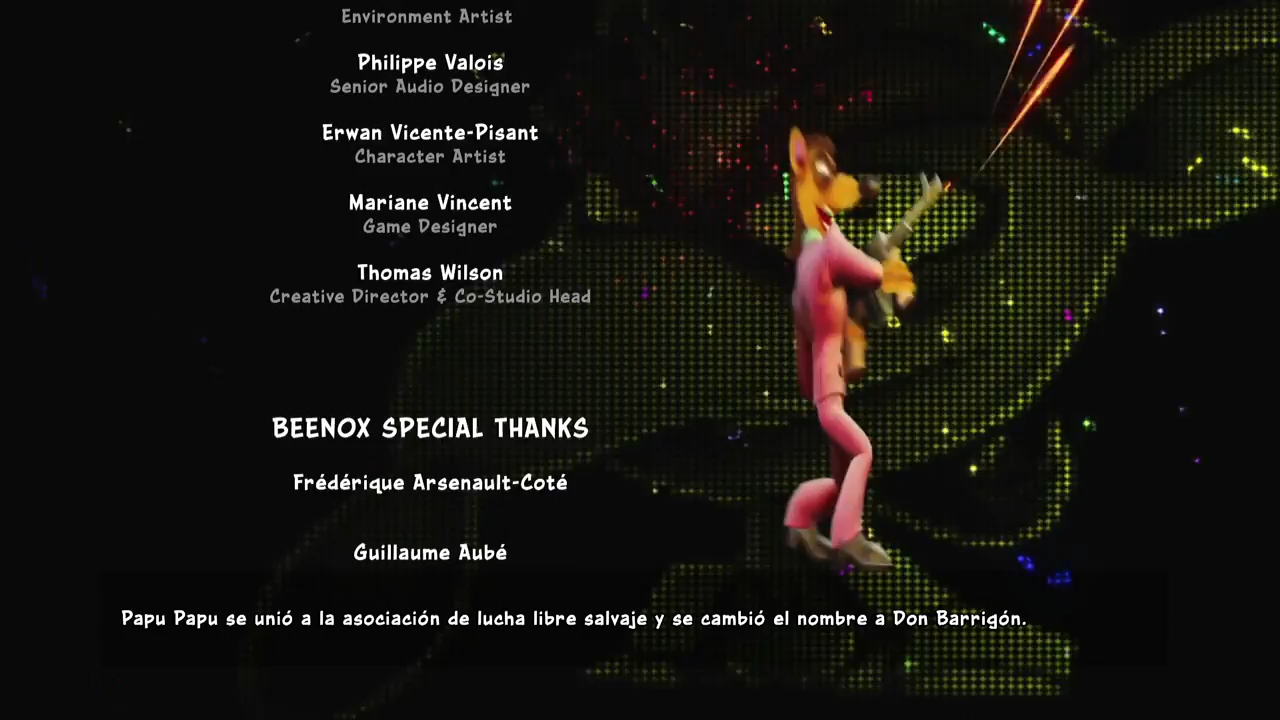 Environment Artist
Philippe Valois
Senior Audio Designer
Erwan Vicente-Pisant
Character Artist
Mariane Vincent
Game Designer
Thomas Wilson
Creative Director & Co-Studio Head
BEENOX SPECIAL THANKS
Frédérique Arsenault-Coté
Guillaume Aubé
Papu Papu se unió a la asociación de lucha libre salvaje y se cambió el nombre a Don Barrigón.